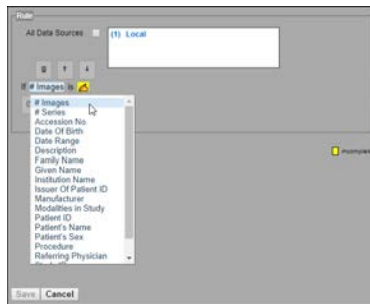 Rule
All Data Sources
(1) Local
If # Images is
# Images
# Series
Accession No
Date Of Birth
Date Range
Description
Family Name
Given Name
Institution Name
Issuer Of Patient ID
Manufacturer
Modalities in Study
Patient ID
Patient's Name
Patient's Sex
Procedure
Referring Physician
Save Cancel